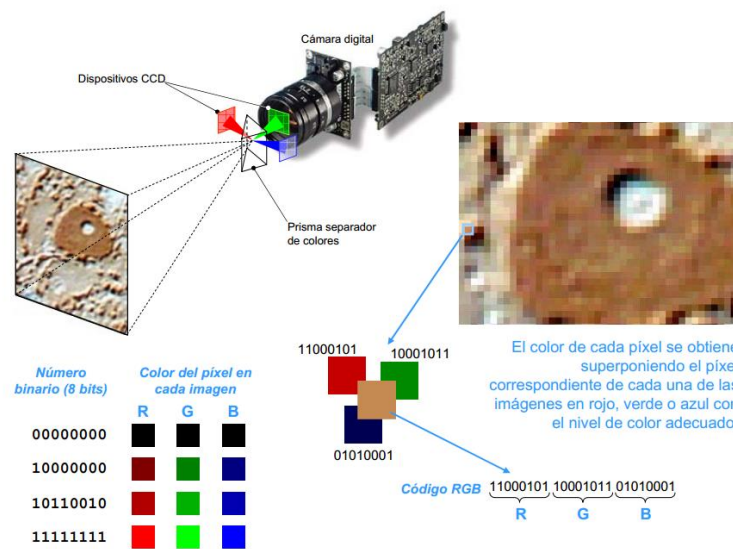 Cámara digital
Dispositivos CCD
Prisma separador
de colores
El color de cada píxel se obtiene
superponiendo el píxe
correspondiente de cada una de las
imágenes en rojo, verde o azul con
el nivel de color adecuado
11000101
10001011
01010001
Número
binario (8 bits)
Color del píxel en
cada imagen
R G B
00000000
10000000
10110010
11111111
Código RGB 11000101 10001011 01010001
R G B